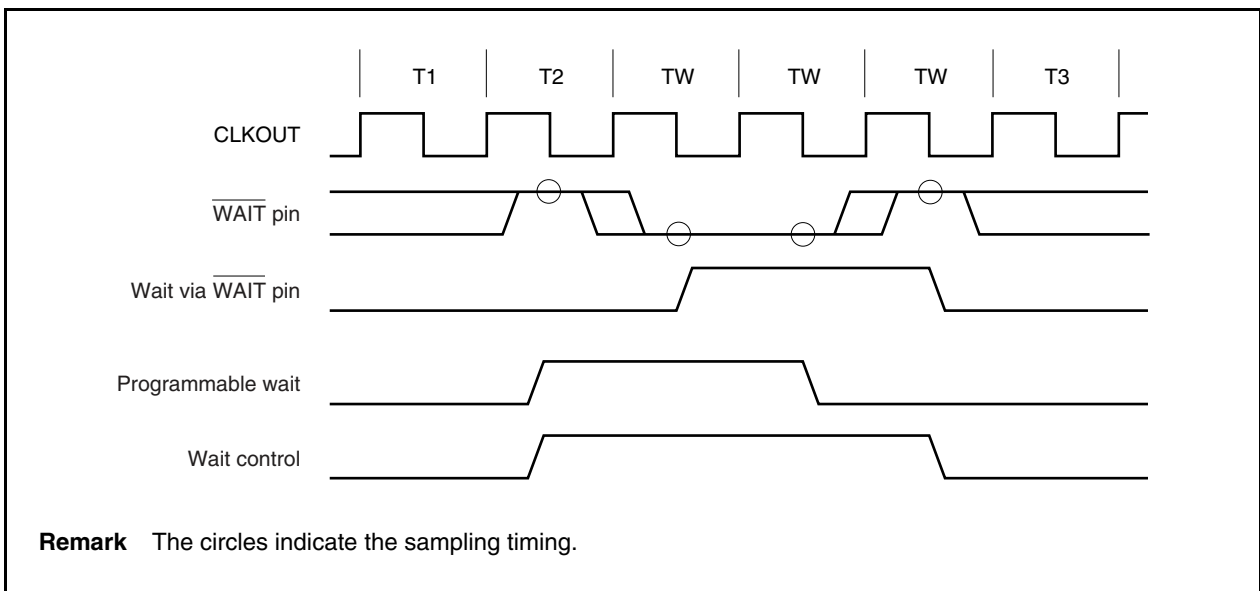 T1 T2 TW TW TW T3
CLKOUT
WAIT pin
Wait via WAIT pin
Programmable wait
Wait control
Remark The circles indicate the sampling timing.